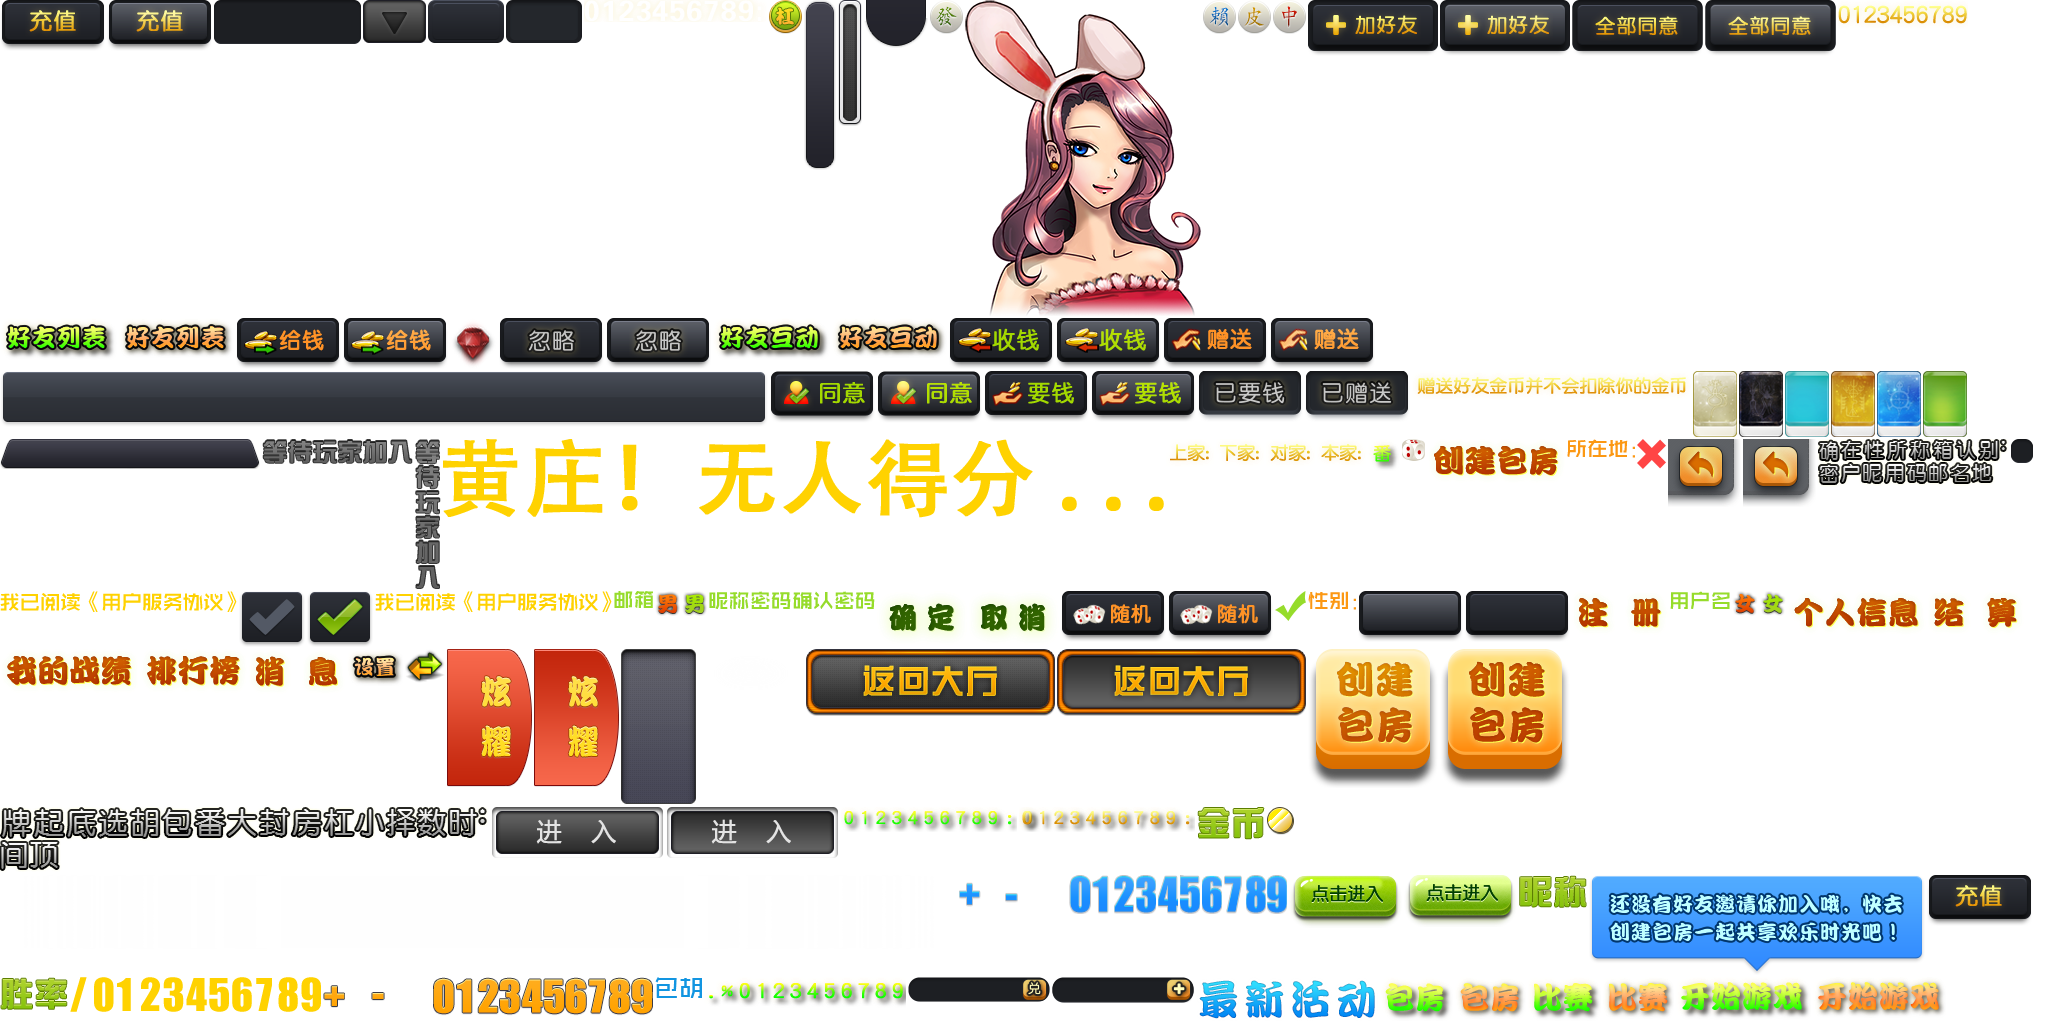 充值 充值 0123456789 杠 發 賴 皮 中 加好友 加好友 全部同意 全部同意 0123456789
好友列表 好友列表 给钱 给钱 忽略 忽略 好友互动 好友互动 收钱 收钱 赠送 赠送
同意 同意 要钱 要钱 已要钱 已赠送 赠送好友金币并不会扣除你的金币
等待玩家加入 等待玩家加入 黄庄！无人得分... 上家: 下家: 对家: 本家: 番 创建包房 所在地: 确在性所称箱认别:
密户昵用码邮名地
我已阅读《用户服务协议》 我已阅读《用户服务协议》 邮箱 男 男 昵称密码确认密码 确定 取消 随机 随机 性别: 注 册 用户名 女 女 个人信息 结 算
我的战绩 排行榜 消 息 设置 炫耀 炫耀 返回大厅 返回大厅 创建包房 创建包房
牌起底选胡包番大封房杠小择数时:
间顶
进 入 进 入 0123456789: 0123456789: 金币
+ - 0123456789 点击进入 点击进入 昵称 充值
还没有好友邀请你加入哦，快去
创建包房一起共享欢乐时光吧！
胜率/0123456789+ - 0123456789 包胡 .%0123456789 兑 最新活动 包房 包房 比赛 比赛 开始游戏 开始游戏